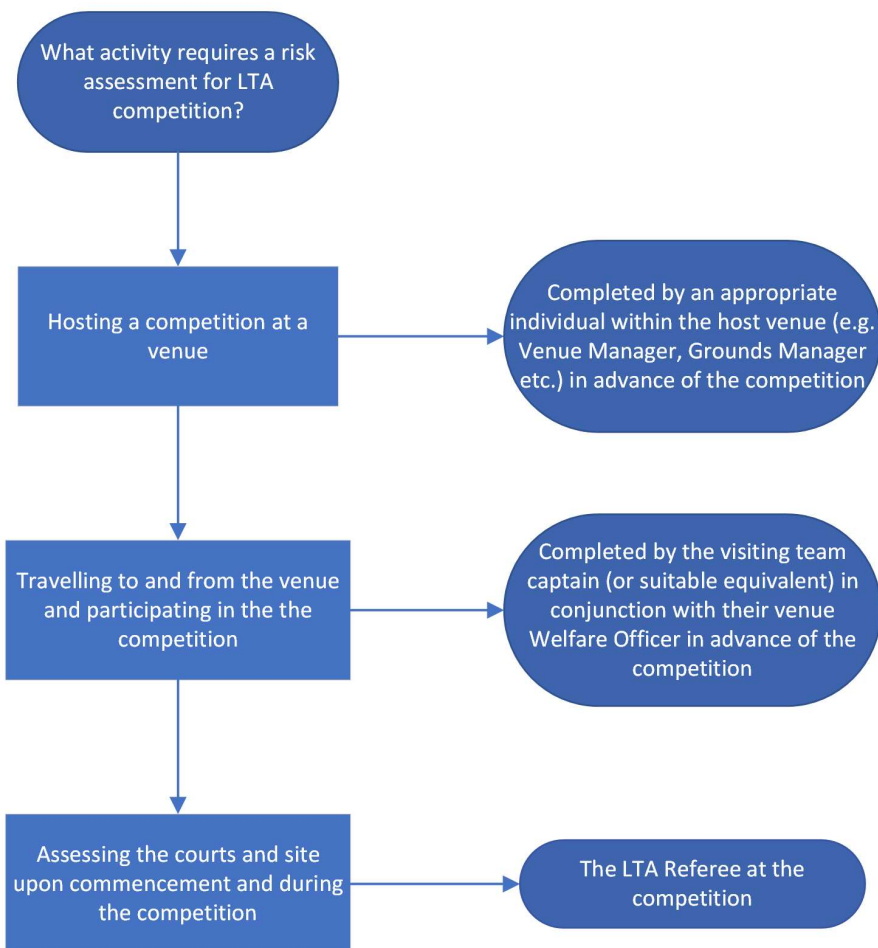 What activity requires a risk
assessment for LTA
competition?
Hosting a competition at a
venue
Completed by an appropriate
individual within the host venue (e.g.
Venue Manager, Grounds Manager
etc.) in advance of the competition
Travelling to and from the venue
and participating in the the
competition
Completed by the visiting team
captain (or suitable equivalent) in
conjunction with their venue
Welfare Officer in advance of the
competition
Assessing the courts and site
upon commencement and during
the competition
The LTA Referee at the
competition